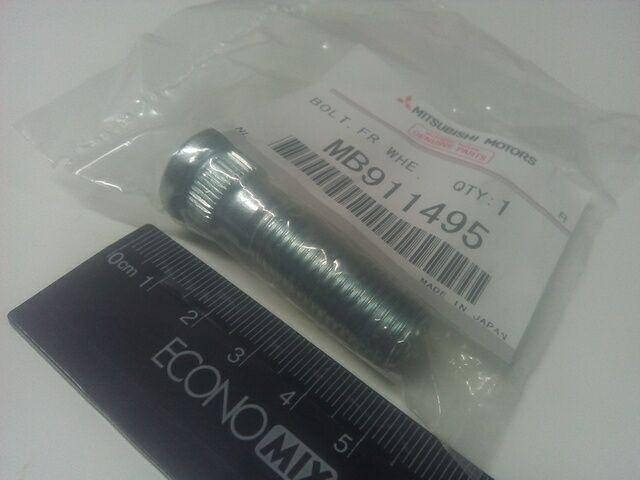 MITSUBISHI MOTORS
GENUINE PARTS
BOLT.FR WHE
QTY:1
MB911495
MADE IN JAPAN
0cm 1 2 3 4 5
ECONOMIX